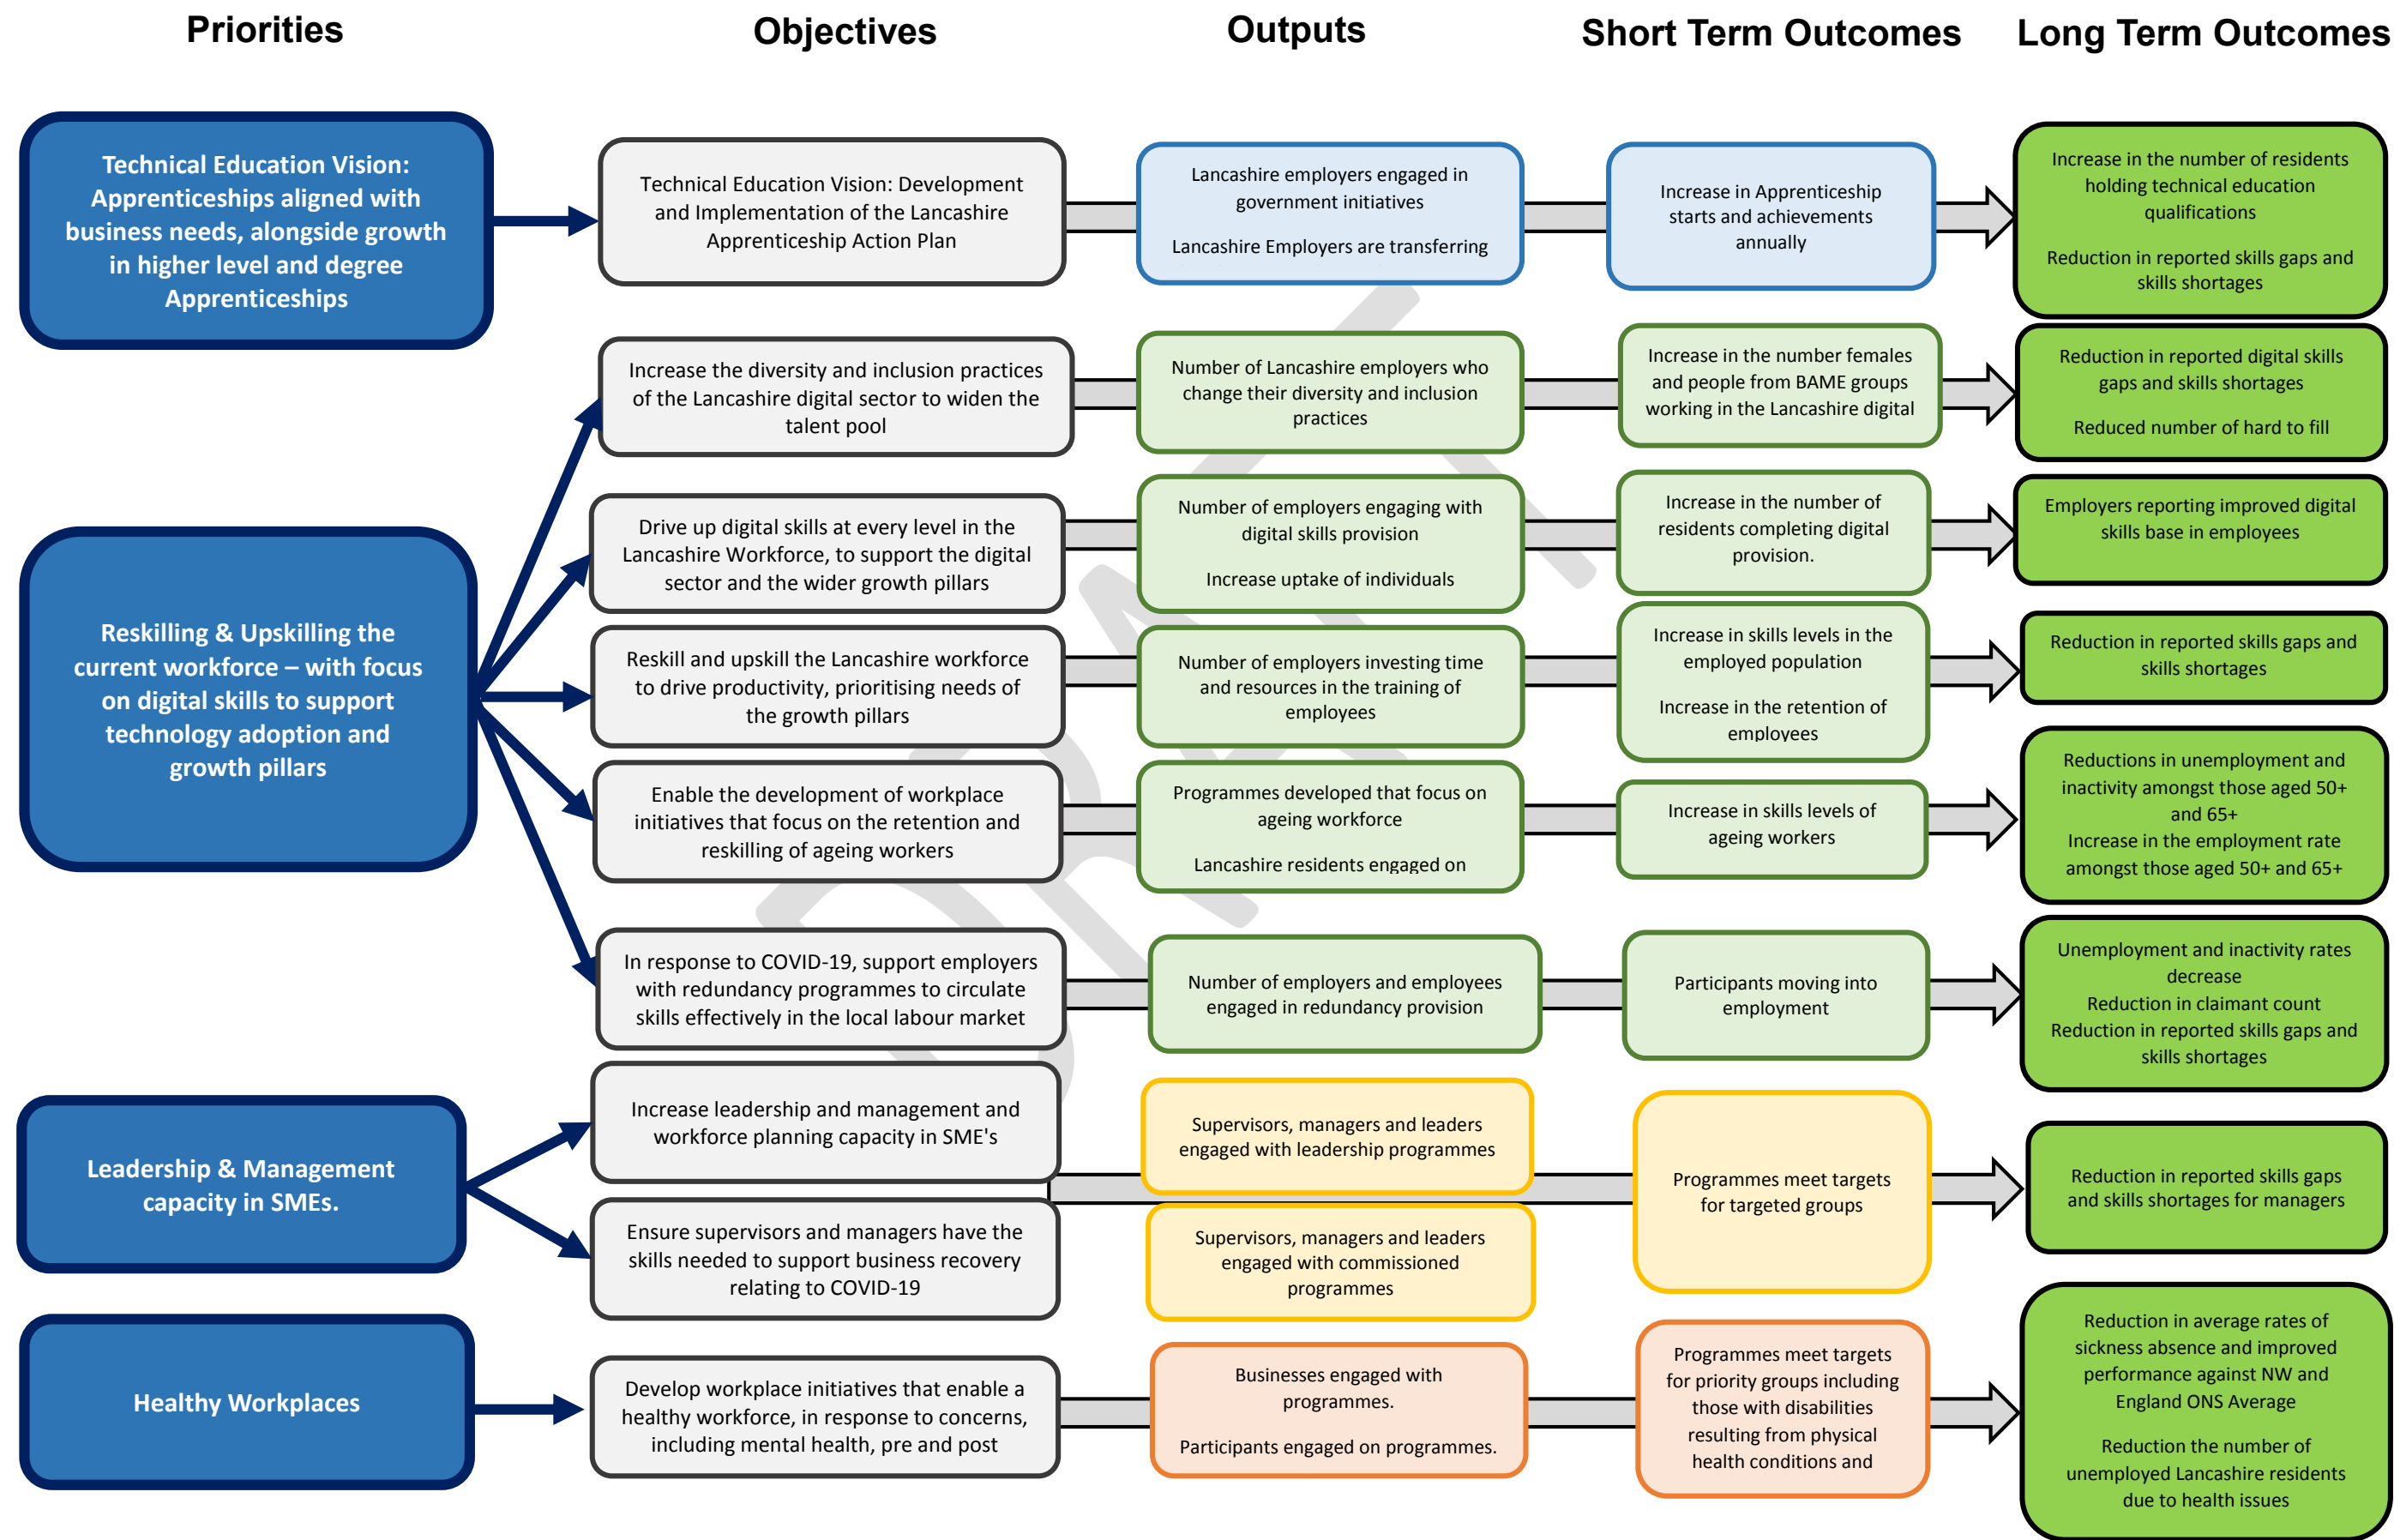 Priorities
Objectives
Outputs
Short Term Outcomes
Long Term Outcomes
Technical Education Vision:
Apprenticeships aligned with
business needs, alongside growth
in higher level and degree
Apprenticeships
Technical Education Vision: Development
and Implementation of the Lancashire
Apprenticeship Action Plan
Lancashire employers engaged in
government initiatives
Lancashire Employers are transferring
Increase in Apprenticeship
starts and achievements
annually
Increase in the number of residents
holding technical education
qualifications
Reduction in reported skills gaps and
skills shortages
Reskilling & Upskilling the
current workforce – with focus
on digital skills to support
technology adoption and
growth pillars
Increase the diversity and inclusion practices
of the Lancashire digital sector to widen the
talent pool
Number of Lancashire employers who
change their diversity and inclusion
practices
Increase in the number females
and people from BAME groups
working in the Lancashire digital
Reduction in reported digital skills
gaps and skills shortages
Reduced number of hard to fill
Drive up digital skills at every level in the
Lancashire Workforce, to support the digital
sector and the wider growth pillars
Number of employers engaging with
digital skills provision
Increase uptake of individuals
Increase in the number of
residents completing digital
provision.
Employers reporting improved digital
skills base in employees
Reskill and upskill the Lancashire workforce
to drive productivity, prioritising needs of
the growth pillars
Number of employers investing time
and resources in the training of
employees
Increase in skills levels in the
employed population
Increase in the retention of
employees
Reduction in reported skills gaps and
skills shortages
Enable the development of workplace
initiatives that focus on the retention and
reskilling of ageing workers
Programmes developed that focus on
ageing workforce
Lancashire residents engaged on
Increase in skills levels of
ageing workers
Reductions in unemployment and
inactivity amongst those aged 50+
and 65+
Increase in the employment rate
amongst those aged 50+ and 65+
In response to COVID-19, support employers
with redundancy programmes to circulate
skills effectively in the local labour market
Number of employers and employees
engaged in redundancy provision
Participants moving into
employment
Unemployment and inactivity rates
decrease
Reduction in claimant count
Reduction in reported skills gaps and
skills shortages
Leadership & Management
capacity in SMEs.
Increase leadership and management and
workforce planning capacity in SME's
Supervisors, managers and leaders
engaged with leadership programmes
Ensure supervisors and managers have the
skills needed to support business recovery
relating to COVID-19
Supervisors, managers and leaders
engaged with commissioned
programmes
Programmes meet targets
for targeted groups
Reduction in reported skills gaps
and skills shortages for managers
Healthy Workplaces
Develop workplace initiatives that enable a
healthy workforce, in response to concerns,
including mental health, pre and post
Businesses engaged with
programmes.
Participants engaged on programmes.
Programmes meet targets
for priority groups including
those with disabilities
resulting from physical
health conditions and
Reduction in average rates of
sickness absence and improved
performance against NW and
England ONS Average
Reduction the number of
unemployed Lancashire residents
due to health issues
DRAFT